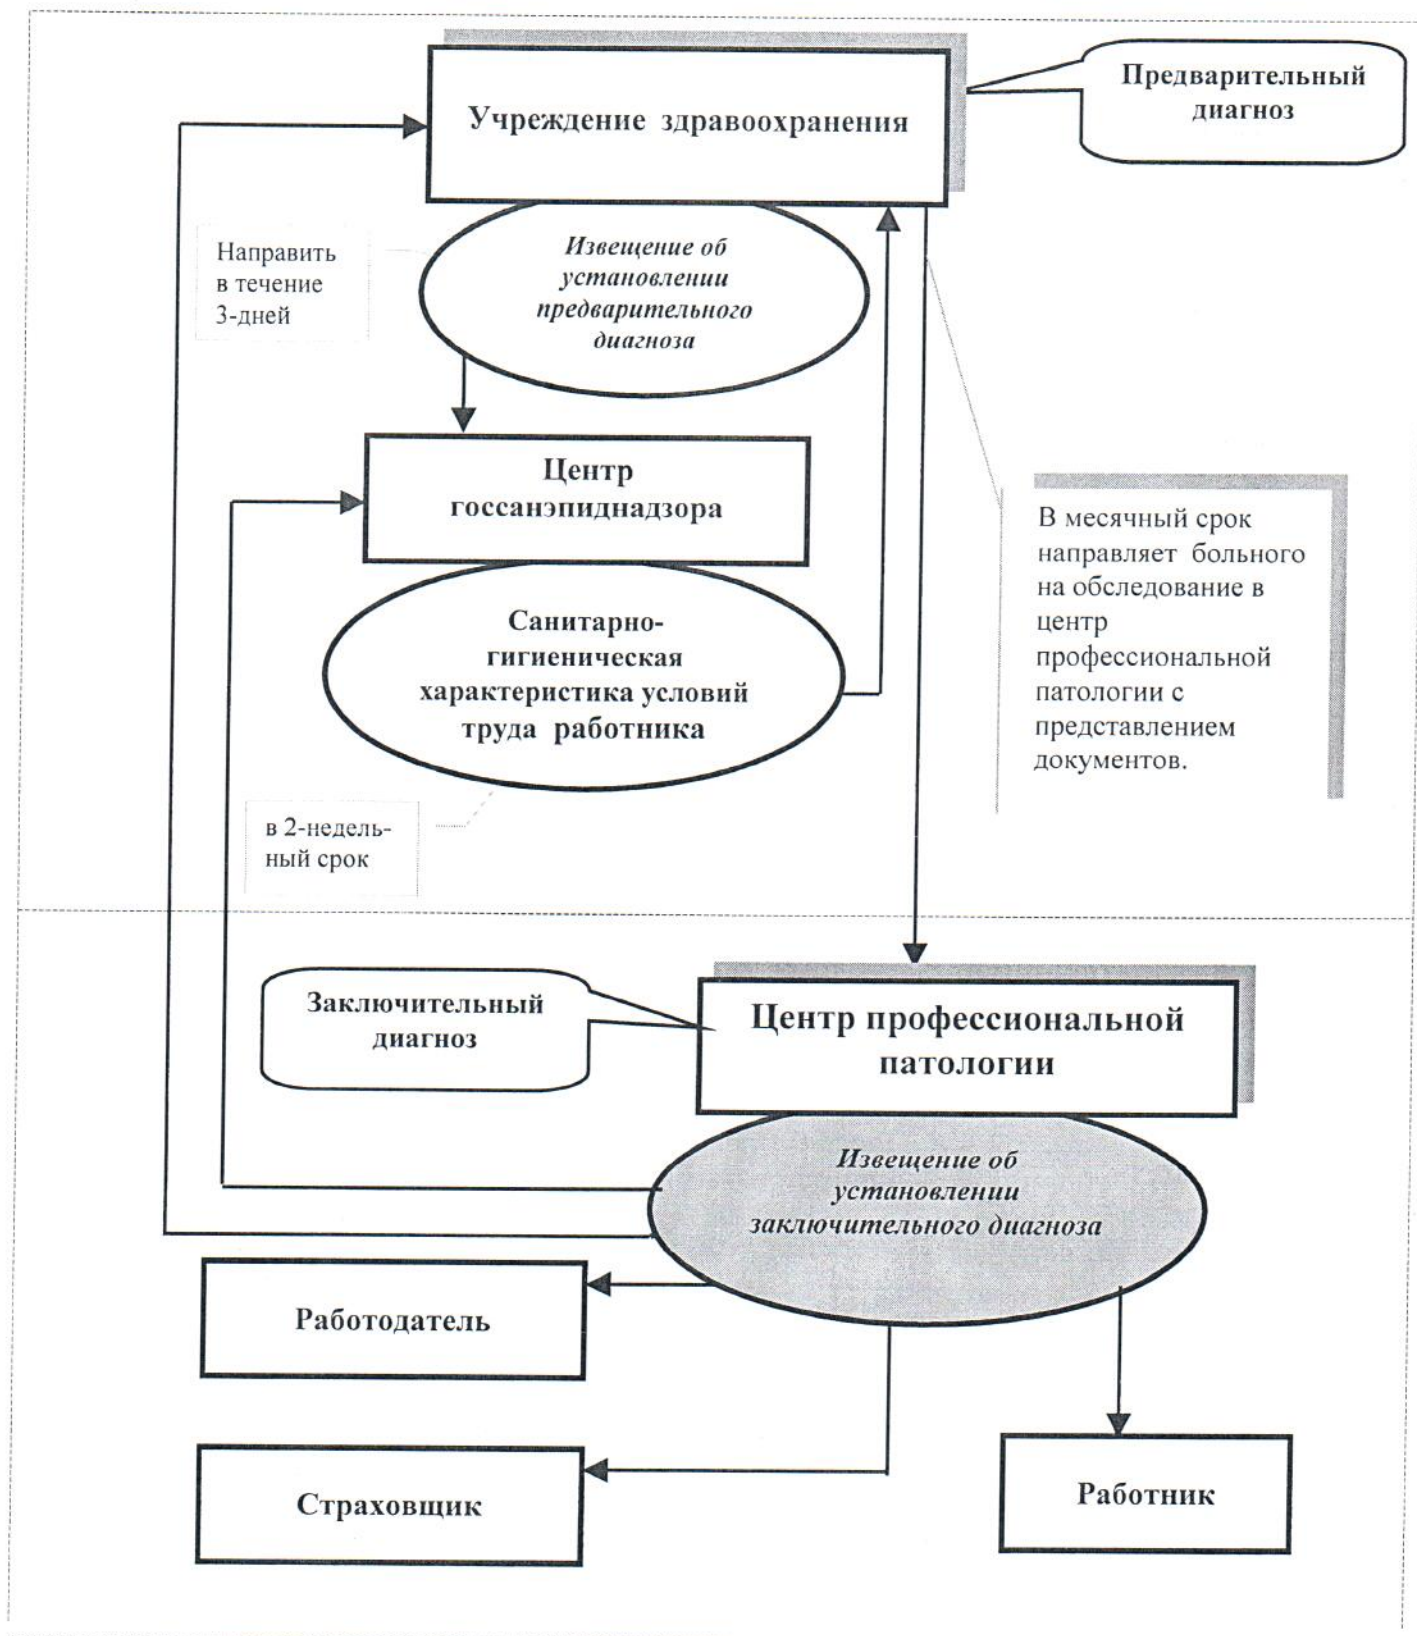 Предварительный
диагноз
Учреждение здравоохранения
Направить
в течение
3-дней
Извещение об
установлении
предварительного
диагноза
Центр
госсанэпиднадзора
В месячный срок
направляет больного
на обследование в
центр
профессиональной
патологии с
представлением
документов.
Санитарно-
гигиеническая
характеристика условий
труда работника
в 2-недель-
ный срок
Заключительный
диагноз
Центр профессиональной
патологии
Извещение об
установлении
заключительного диагноза
Работодатель
Страховщик
Работник